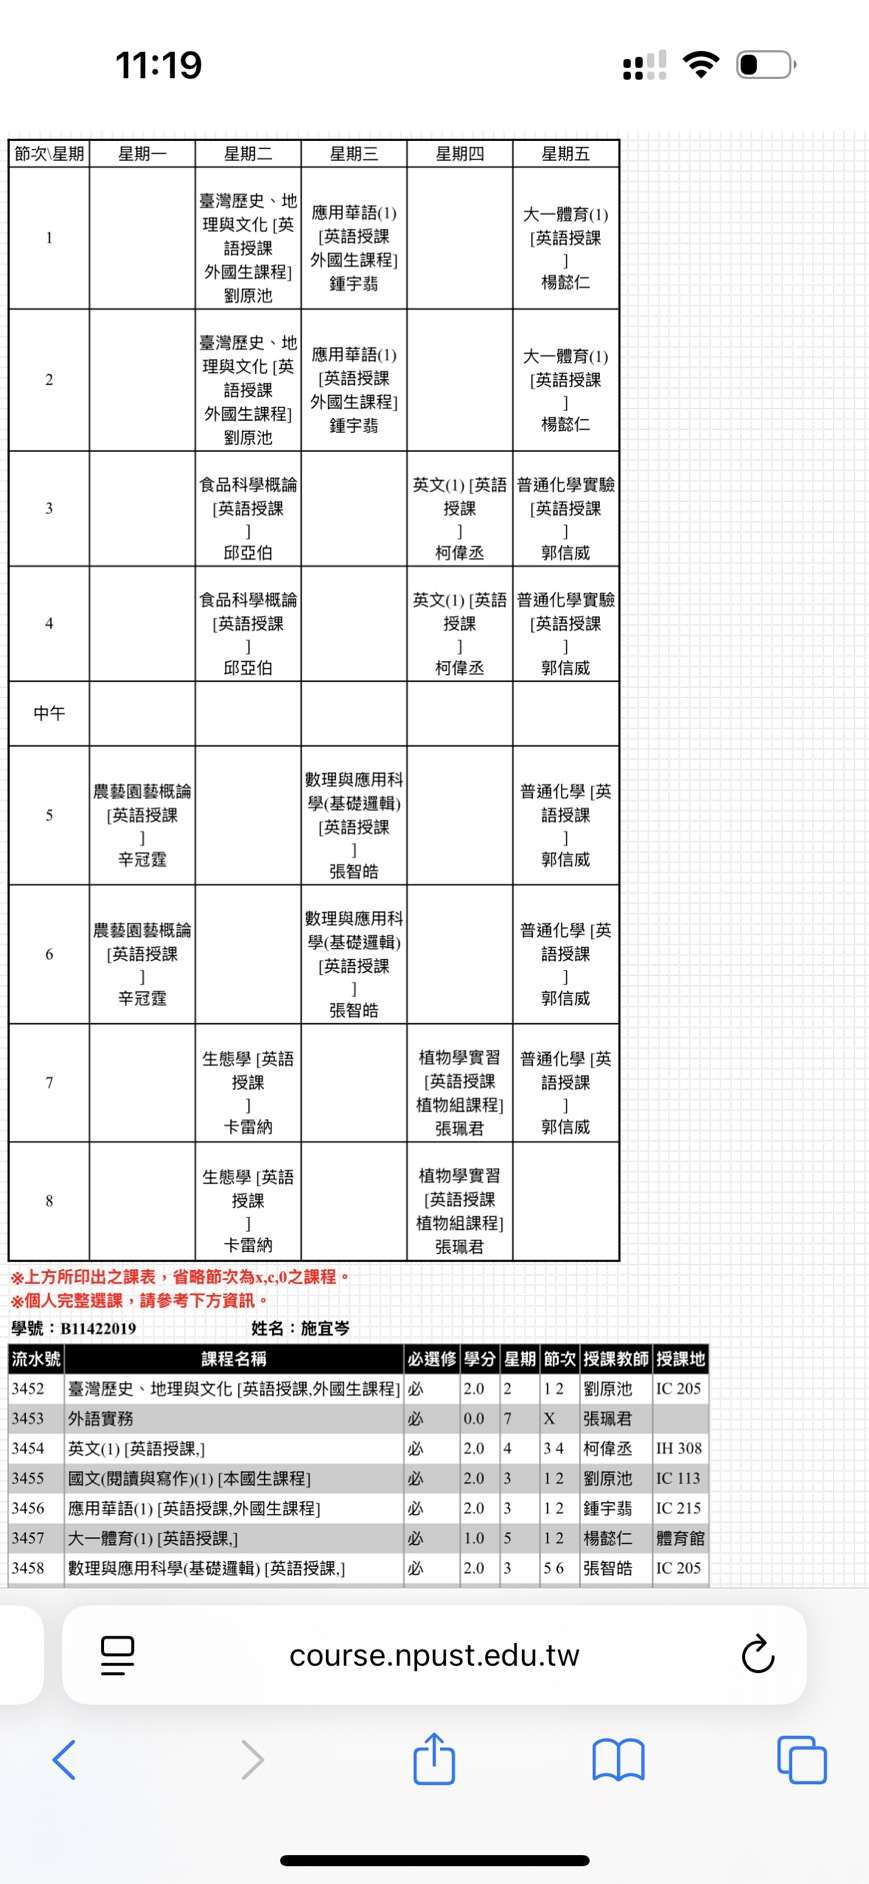 11:19
節次\星期 星期一 星期二 星期三 星期四 星期五
1
臺灣歷史、地
理與文化 [英
語授課
外國生課程]
劉原池
應用華語(1)
[英語授課
外國生課程]
鍾宇翡
大一體育(1)
[英語授課
]
楊懿仁
2
臺灣歷史、地
理與文化 [英
語授課
外國生課程]
劉原池
應用華語(1)
[英語授課
外國生課程]
鍾宇翡
大一體育(1)
[英語授課
]
楊懿仁
3
食品科學概論
[英語授課
]
邱亞伯
英文(1) [英語
授課
]
柯偉丞
普通化學實驗
[英語授課
]
郭信威
4
食品科學概論
[英語授課
]
邱亞伯
英文(1) [英語
授課
]
柯偉丞
普通化學實驗
[英語授課
]
郭信威
中午
5
農藝園藝概論
[英語授課
]
辛冠霆
數理與應用科
學(基礎邏輯)
[英語授課
]
張智皓
普通化學 [英
語授課
]
郭信威
6
農藝園藝概論
[英語授課
]
辛冠霆
數理與應用科
學(基礎邏輯)
[英語授課
]
張智皓
普通化學 [英
語授課
]
郭信威
7
生態學 [英語
授課
]
卡雷納
植物學實習
[英語授課
植物組課程]
張珮君
普通化學 [英
語授課
]
郭信威
8
生態學 [英語
授課
]
卡雷納
植物學實習
[英語授課
植物組課程]
張珮君
※上方所印出之課表，省略節次為x,c,0之課程。
※個人完整選課，請參考下方資訊。
學號：B11422019 姓名：施宜岑
流水號 課程名稱 必選修 學分 星期 節次 授課教師 授課地
3452 臺灣歷史、地理與文化 [英語授課,外國生課程] 必 2.0 2 1 2 劉原池 IC 205
3453 外語實務 必 0.0 7 X 張珮君
3454 英文(1) [英語授課,] 必 2.0 4 3 4 柯偉丞 IH 308
3455 國文(閱讀與寫作)(1) [本國生課程] 必 2.0 3 1 2 劉原池 IC 113
3456 應用華語(1) [英語授課,外國生課程] 必 2.0 3 1 2 鍾宇翡 IC 215
3457 大一體育(1) [英語授課,] 必 1.0 5 1 2 楊懿仁 體育館
3458 數理與應用科學(基礎邏輯) [英語授課,] 必 2.0 3 5 6 張智皓 IC 205
course.npust.edu.tw